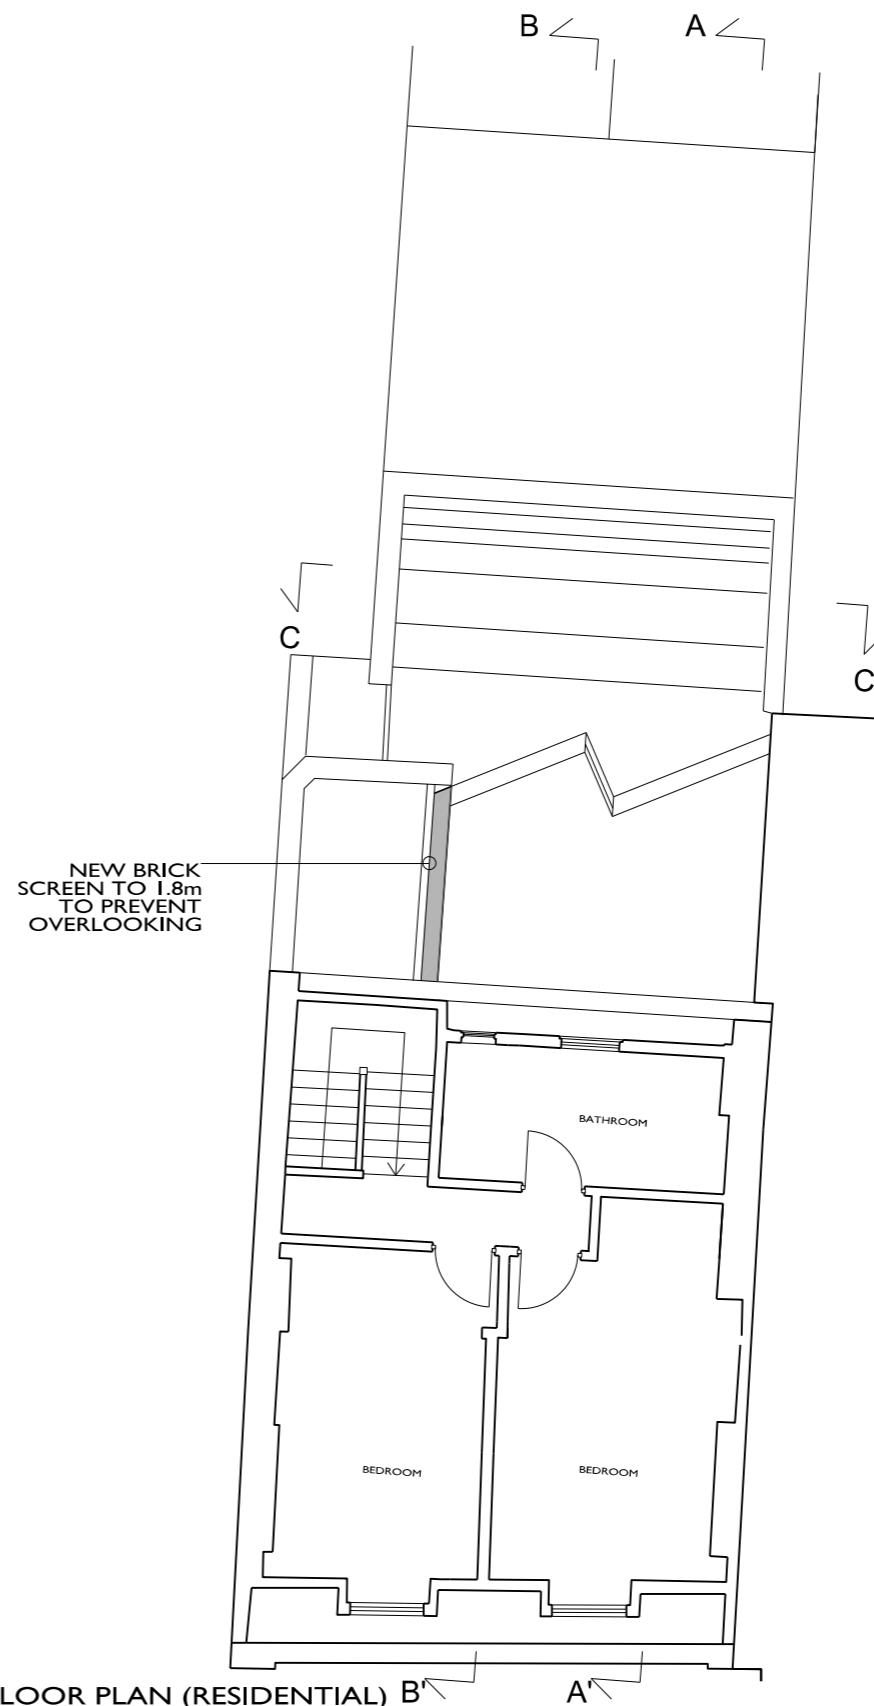 B A
C
C
NEW BRICK
SCREEN TO 1.8m
TO PREVENT
OVERLOOKING
BATHROOM
BEDROOM BEDROOM
LOOR PLAN (RESIDENTIAL) B' A'